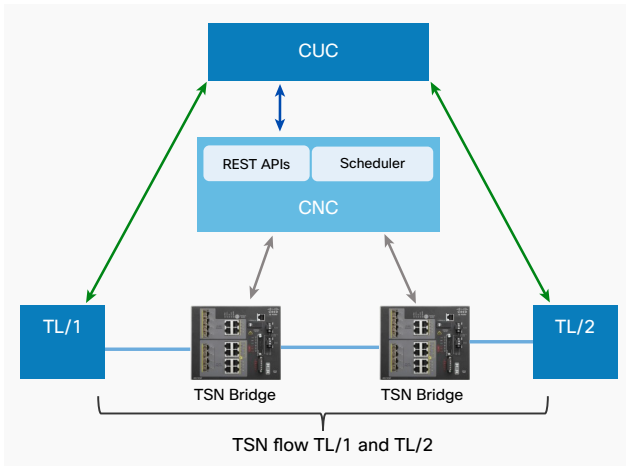 CUC
REST APIs
Scheduler
CNC
TL/1
TL/2
TSN Bridge
TSN Bridge
TSN flow TL/1 and TL/2